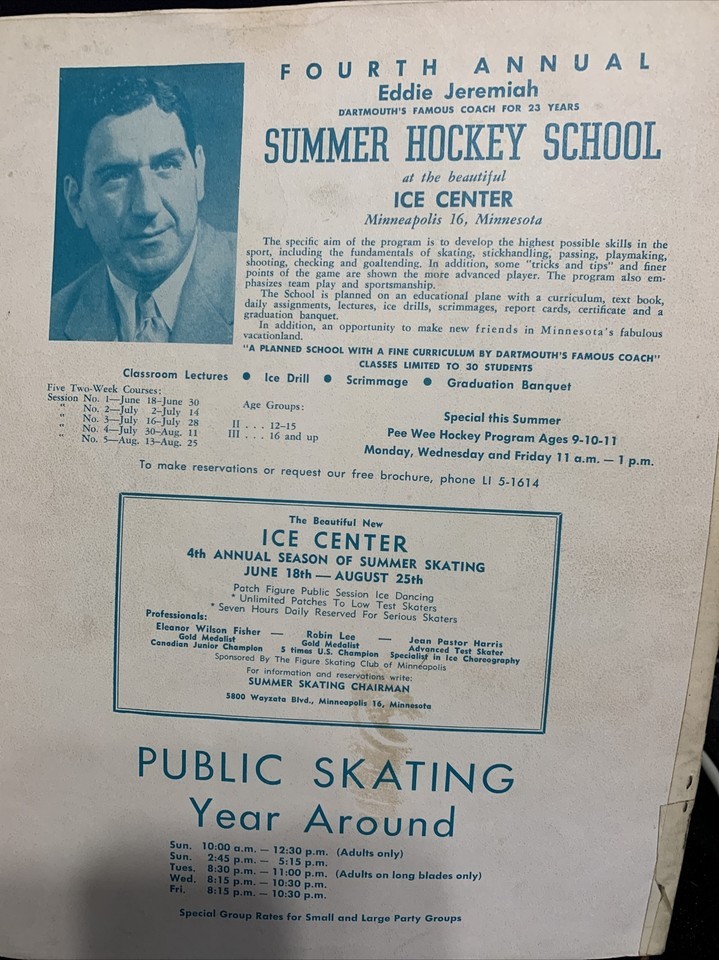 FOURTH ANNUAL
Eddie Jeremiah
DARTMOUTH'S FAMOUS COACH FOR 23 YEARS
SUMMER HOCKEY SCHOOL
at the beautiful
ICE CENTER
Minneapolis 16, Minnesota
The specific aim of the program is to develop the highest possible skills in the
sport, including the fundamentals of skating, stickhandling, passing, playmaking,
shooting, checking and goaltending. In addition, some "tricks and tips" and finer
points of the game are shown the more advanced player. The program also em-
phasizes team play and sportsmanship.
The School is planned on an educational plane with a curriculum, text book,
daily assignments, lectures, ice drills, scrimmages, report cards, certificate and a
graduation banquet.
In addition, an opportunity to make new friends in Minnesota's fabulous
vacationland.
"A PLANNED SCHOOL WITH A FINE CURRICULUM BY DARTMOUTH'S FAMOUS COACH"
CLASSES LIMITED TO 30 STUDENTS
Classroom Lectures ● Ice Drill ● Scrimmage ● Graduation Banquet
Five Two-Week Courses:
Session No. 1—June 18-June 30
" No. 2—July 2-July 14
" No. 3—July 16-July 28
" No. 4—July 30-Aug. 11
" No. 5—Aug. 13-Aug. 25
Age Groups:
II . . . 12–15
III . . . 16 and up
Special this Summer
Pee Wee Hockey Program Ages 9-10-11
Monday, Wednesday and Friday 11 a.m. — 1 p.m.
To make reservations or request our free brochure, phone LI 5-1614
The Beautiful New
ICE CENTER
4th ANNUAL SEASON OF SUMMER SKATING
JUNE 18th — AUGUST 25th
Patch Figure Public Session Ice Dancing
* Unlimited Patches To Low Test Skaters
* Seven Hours Daily Reserved For Serious Skaters
Professionals:
Eleanor Wilson Fisher — Robin Lee — Jean Pastor Harris
Gold Medalist Gold Medalist Advanced Test Skater
Canadian Junior Champion 5 times U.S. Champion Specialist in Ice Choreography
Sponsored By The Figure Skating Club of Minneapolis
For information and reservations write:
SUMMER SKATING CHAIRMAN
5800 Wayzata Blvd., Minneapolis 16, Minnesota
PUBLIC SKATING
Year Around
Sun. 10:00 a.m. — 12:30 p.m. (Adults only)
Sun. 2:45 p.m. — 5:15 p.m.
Tues. 8:30 p.m. — 11:00 p.m. (Adults on long blades only)
Wed. 8:15 p.m. — 10:30 p.m.
Fri. 8:15 p.m. — 10:30 p.m.
Special Group Rates for Small and Large Party Groups